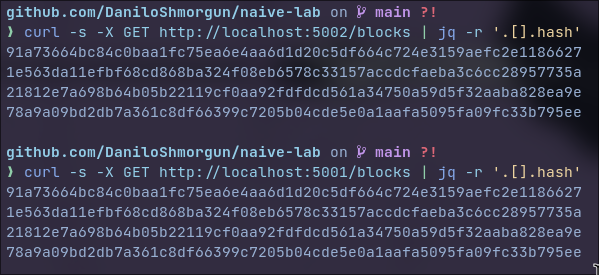 github.com/DaniloShmorgun/naive-lab on  main ?!
❯ curl -s -X GET http://localhost:5002/blocks | jq -r '.[].hash'
91a73664bc84c0baa1fc75ea6e4aa6d1d20c5df664c724e3159aefc2e1186627
1e563da11efbf68cd868ba324f08eb6578c33157accdcfaeba3c6cc28957735a
21812e7a698b64b05b22119cf0aa92fdfdcd561a34750a59d5f32aaba828ea9e
78a9a09bd2db7a361c8df66399c7205b04cde5e0a1aafa5095fa09fc33b795ee
github.com/DaniloShmorgun/naive-lab on  main ?!
❯ curl -s -X GET http://localhost:5001/blocks | jq -r '.[].hash'
91a73664bc84c0baa1fc75ea6e4aa6d1d20c5df664c724e3159aefc2e1186627
1e563da11efbf68cd868ba324f08eb6578c33157accdcfaeba3c6cc28957735a
21812e7a698b64b05b22119cf0aa92fdfdcd561a34750a59d5f32aaba828ea9e
78a9a09bd2db7a361c8df66399c7205b04cde5e0a1aafa5095fa09fc33b795ee